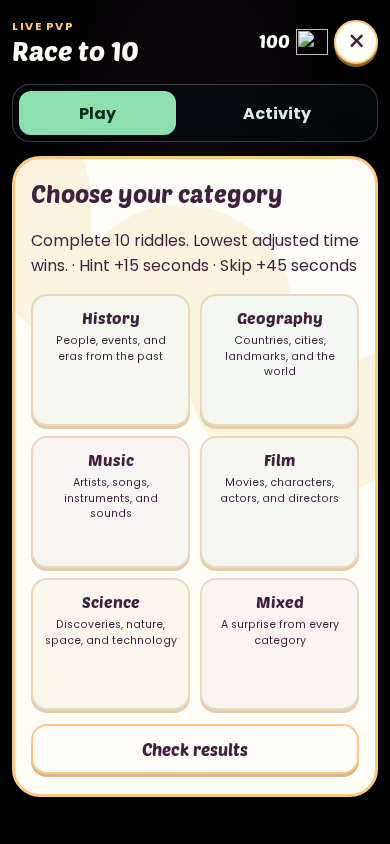 LIVE PVP
Race to 10
100
×
Play
Activity
Choose your category
Complete 10 riddles. Lowest adjusted time
wins. · Hint +15 seconds · Skip +45 seconds
History
People, events, and
eras from the past
Geography
Countries, cities,
landmarks, and the
world
Music
Artists, songs,
instruments, and
sounds
Film
Movies, characters,
actors, and directors
Science
Discoveries, nature,
space, and technology
Mixed
A surprise from every
category
Check results